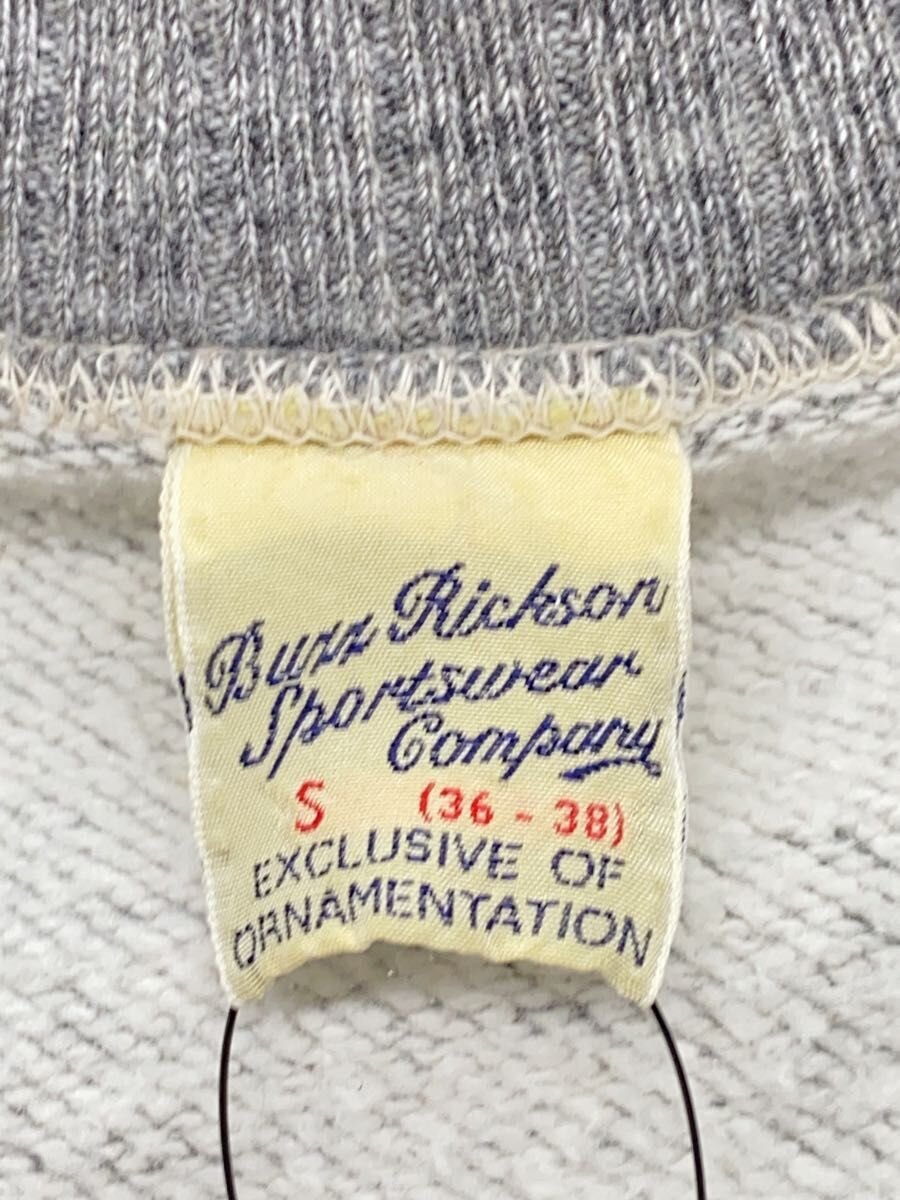 Buzz Rickson
Sportswear
Company
S (36 - 38)
EXCLUSIVE OF
ORNAMENTATION